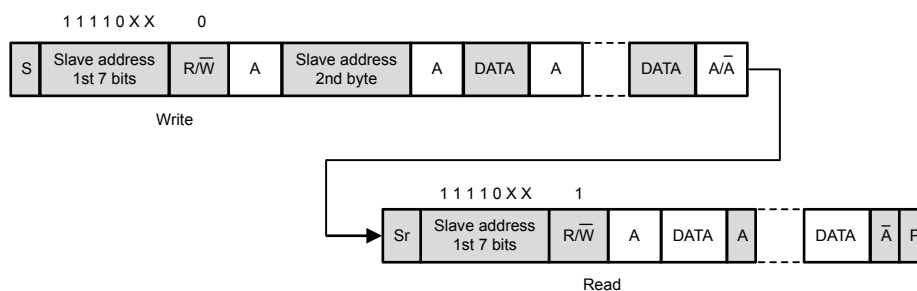 1 1 1 1 0 X X 0
S Slave address 1st 7 bits R/W̅ A Slave address 2nd byte A DATA A DATA A/A̅
Write
1 1 1 1 0 X X 1
Sr Slave address 1st 7 bits R/W̅ A DATA A DATA A̅ P
Read